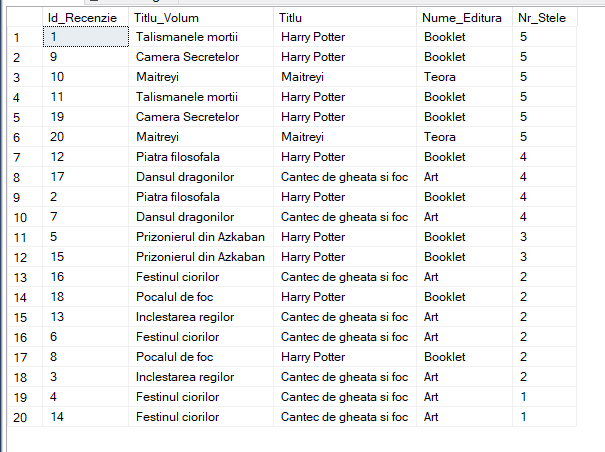 Id_Recenzie Titlu_Volum Titlu Nume_Editura Nr_Stele
1 1 Talismanele mortii Harry Potter Booklet 5
2 9 Camera Secretelor Harry Potter Booklet 5
3 10 Maitreyi Maitreyi Teora 5
4 11 Talismanele mortii Harry Potter Booklet 5
5 19 Camera Secretelor Harry Potter Booklet 5
6 20 Maitreyi Maitreyi Teora 5
7 12 Piatra filosofala Harry Potter Booklet 4
8 17 Dansul dragonilor Cantec de gheata si foc Art 4
9 2 Piatra filosofala Harry Potter Booklet 4
10 7 Dansul dragonilor Cantec de gheata si foc Art 4
11 5 Prizonierul din Azkaban Harry Potter Booklet 3
12 15 Prizonierul din Azkaban Harry Potter Booklet 3
13 16 Festinul ciorilor Cantec de gheata si foc Art 2
14 18 Pocalul de foc Harry Potter Booklet 2
15 13 Inclestarea regilor Cantec de gheata si foc Art 2
16 6 Festinul ciorilor Cantec de gheata si foc Art 2
17 8 Pocalul de foc Harry Potter Booklet 2
18 3 Inclestarea regilor Cantec de gheata si foc Art 2
19 4 Festinul ciorilor Cantec de gheata si foc Art 1
20 14 Festinul ciorilor Cantec de gheata si foc Art 1